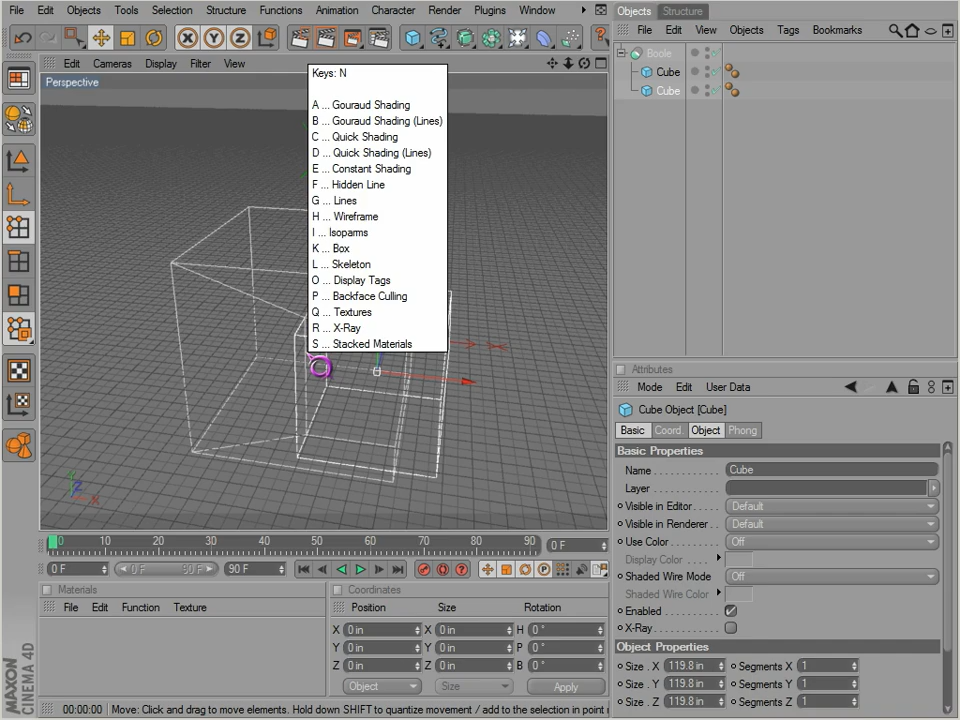 File Edit Objects Tools Selection Structure Functions Animation Character Render Plugins Window
Objects Structure
File Edit View Objects Tags Bookmarks
X Y Z
Edit Cameras Display Filter View
Perspective
Keys: N
A ... Gouraud Shading
B ... Gouraud Shading (Lines)
C ... Quick Shading
D ... Quick Shading (Lines)
E ... Constant Shading
F ... Hidden Line
G ... Lines
H ... Wireframe
I ... Isoparms
K ... Box
L ... Skeleton
O ... Display Tags
P ... Backface Culling
Q ... Textures
R ... X-Ray
S ... Stacked Materials
Y
Z
X
Boole
Cube
Cube
Attributes
Mode Edit User Data
Cube Object [Cube]
Basic Coord. Object Phong
Basic Properties
Name Cube
Layer
Visible in Editor Default
Visible in Renderer Default
Use Color Off
Display Color
Shaded Wire Mode Off
Shaded Wire Color
Enabled
X-Ray
Object Properties
Size . X 119.8 in Segments X 1
Size . Y 119.8 in Segments Y 1
Size . Z 119.8 in Segments Z 1
0 10 20 30 40 50 60 70 80 90 0 F
0 F 0 F 90 F 90 F
Materials
File Edit Function Texture
Coordinates
Position Size Rotation
X 0 in X 0 in H 0 °
Y 0 in Y 0 in P 0 °
Z 0 in Z 0 in B 0 °
Object Size Apply
MAXON
CINEMA 4D
00:00:00 Move: Click and drag to move elements. Hold down SHIFT to quantize movement / add to the selection in point